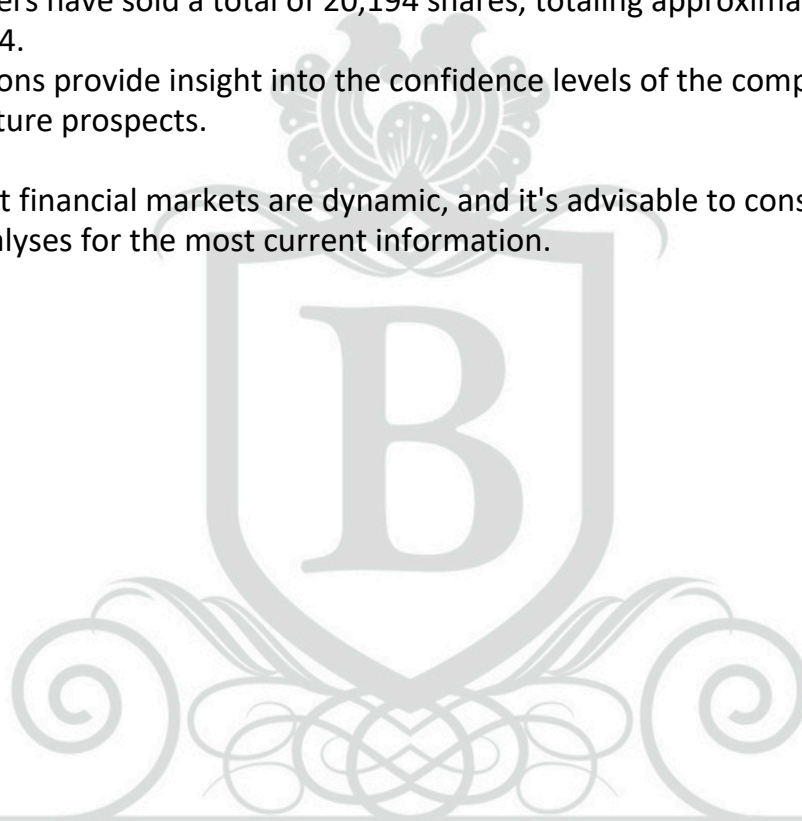 ers have sold a total of 20,194 shares, totaling approxima
4.
ons provide insight into the confidence levels of the comp
ture prospects.
t financial markets are dynamic, and it's advisable to cons
alyses for the most current information.
B